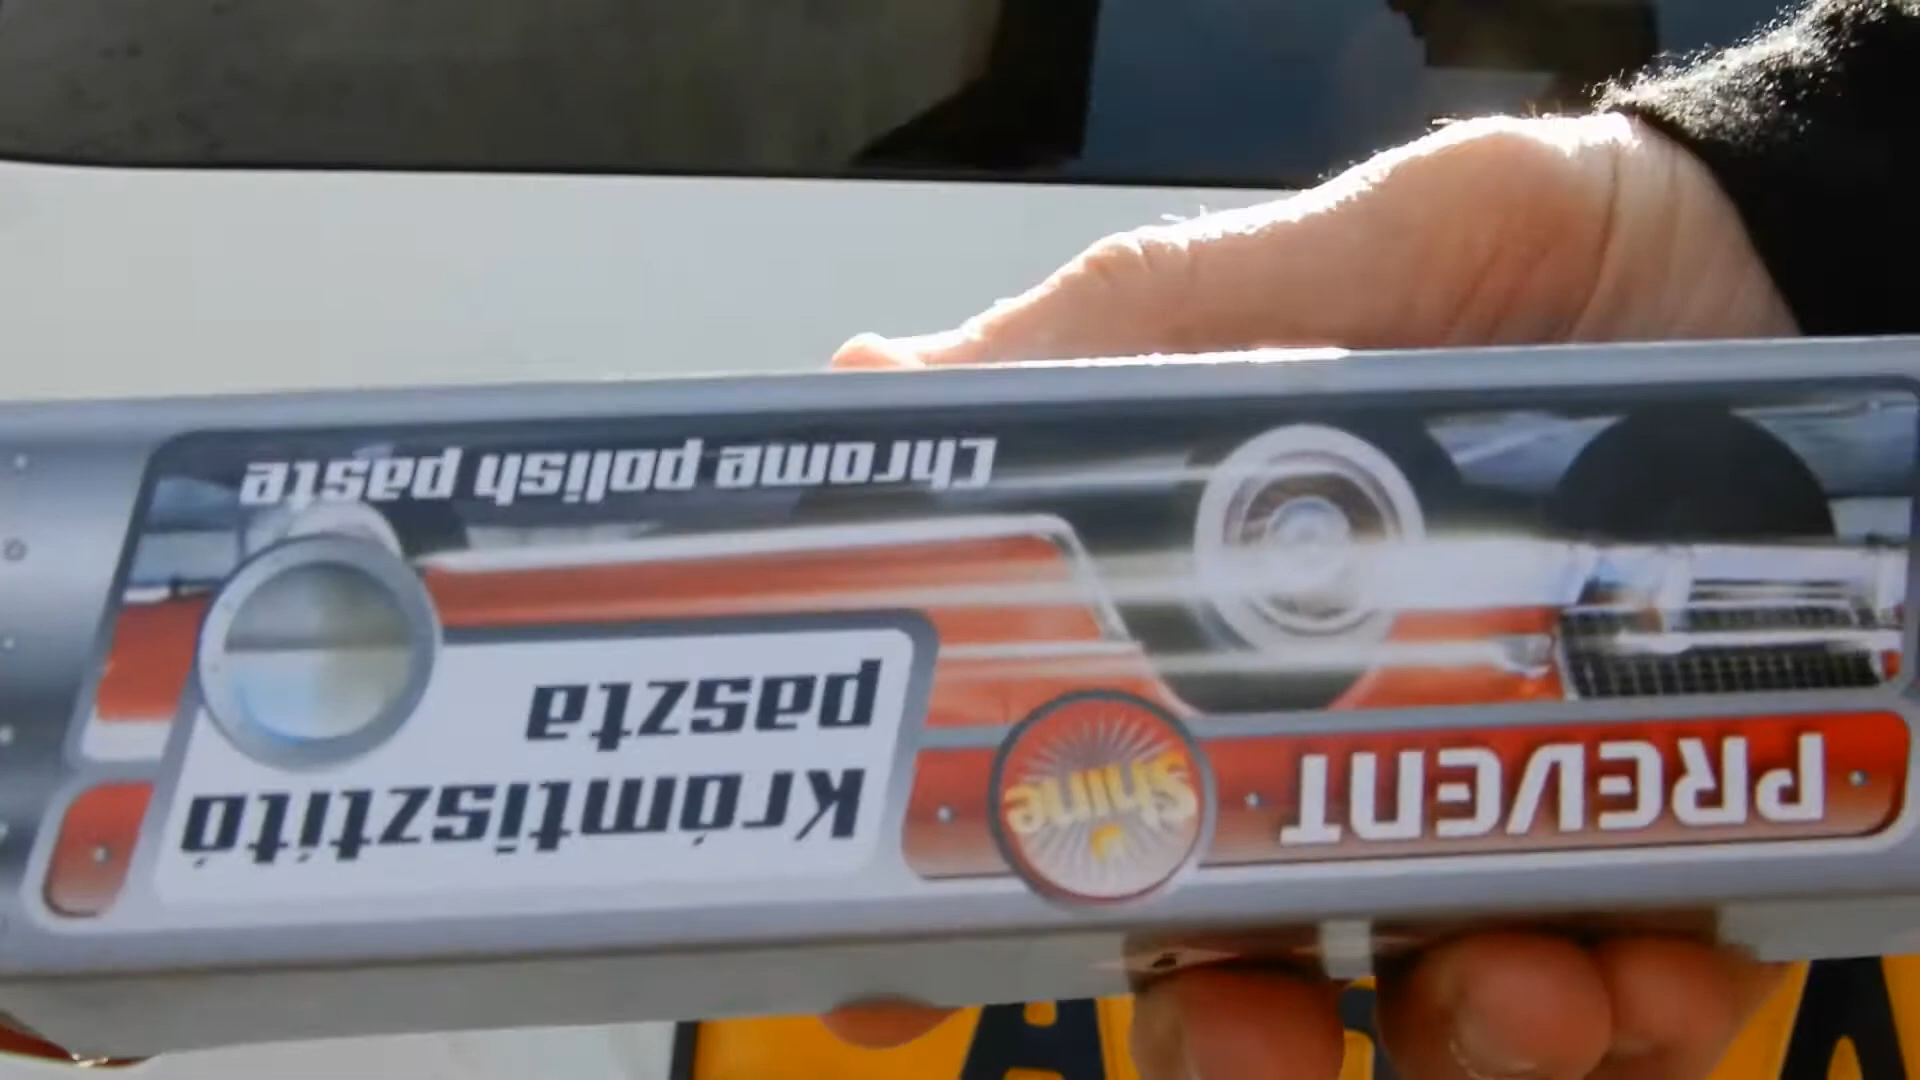 PREVENT
Shine
Krómtisztító
paszta
Chrome polish paste